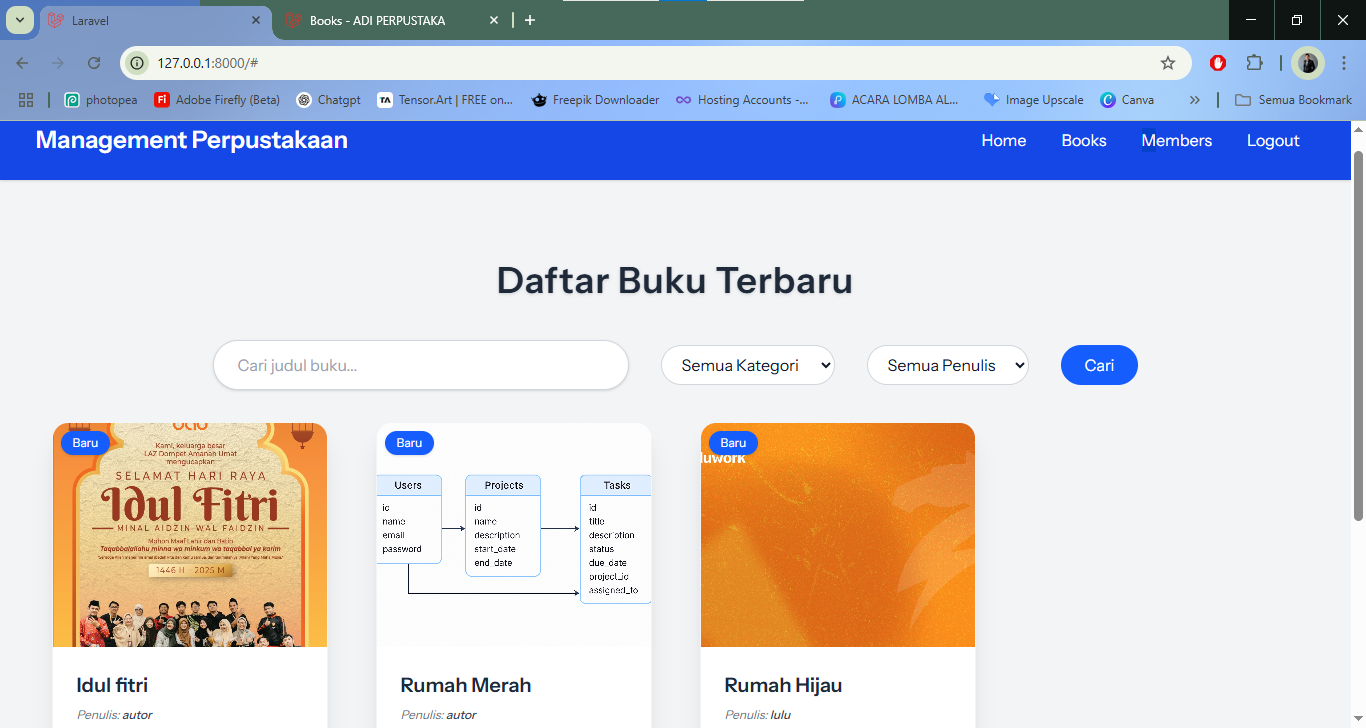 Laravel
Books - ADI PERPUSTAKA
127.0.0.1:8000/#
photopea
Adobe Firefly (Beta)
Chatgpt
Tensor.Art | FREE on...
Freepik Downloader
Hosting Accounts -...
ACARA LOMBA AL...
Image Upscale
Canva
Semua Bookmark
Management Perpustakaan
Home
Books
Members
Logout
Daftar Buku Terbaru
Cari judul buku...
Semua Kategori
Semua Penulis
Cari
Baru
Kami, keluarga besar
LAZ Dompet Amanah Umat
mengucapkan:
SELAMAT HARI RAYA
Idul Fitri
MINAL AIDZIN WAL FAIDZIN
Mohon Maaf Lahir dan Batin
Taqabbalallahu minna wa minkum wa taqabbal ya karim
1446 H - 2025 M
Idul fitri
Penulis: autor
Baru
Users
id
name
email
password
Projects
id
name
description
start_date
end_date
Tasks
id
title
description
status
due_date
project_id
assigned_to
Rumah Merah
Penulis: autor
Baru
luwork
Rumah Hijau
Penulis: lulu